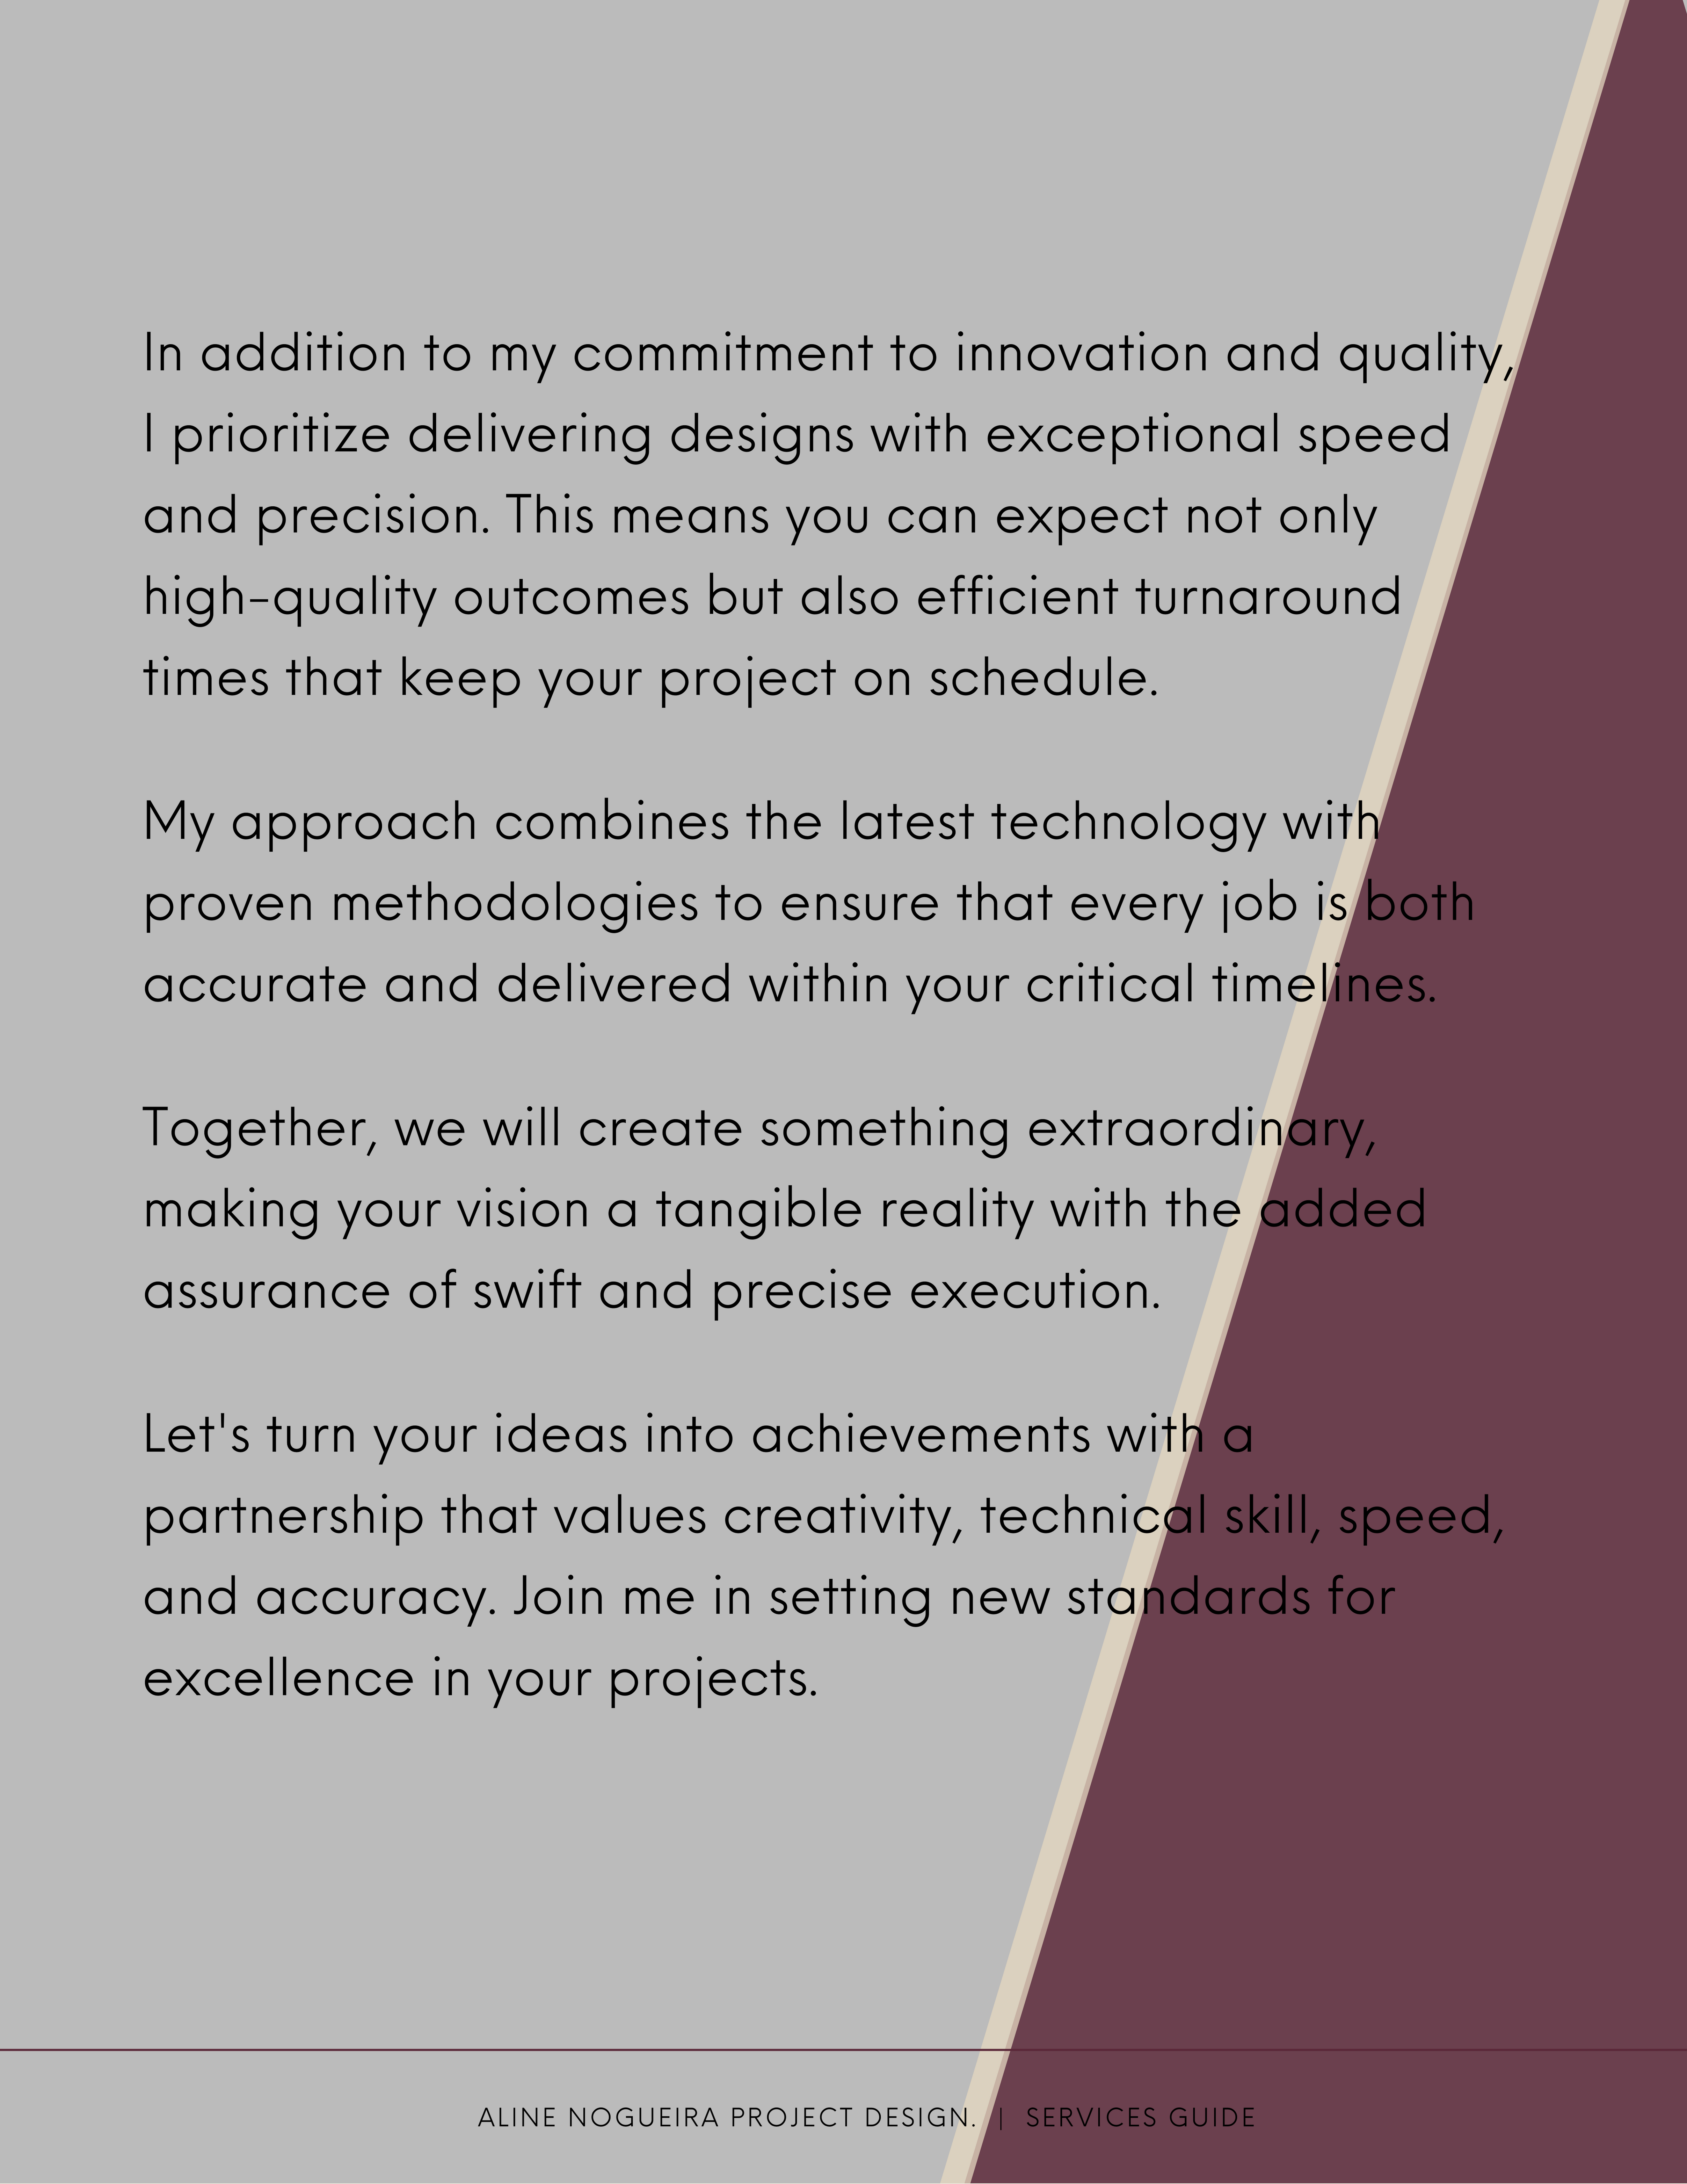 In addition to my commitment to innovation and quality,
I prioritize delivering designs with exceptional speed
and precision. This means you can expect not only
high-quality outcomes but also efficient turnaround
times that keep your project on schedule.
My approach combines the latest technology with
proven methodologies to ensure that every job is both
accurate and delivered within your critical timelines.
Together, we will create something extraordinary,
making your vision a tangible reality with the added
assurance of swift and precise execution.
Let's turn your ideas into achievements with a
partnership that values creativity, technical skill, speed,
and accuracy. Join me in setting new standards for
excellence in your projects.
ALINE NOGUEIRA PROJECT DESIGN. | SERVICES GUIDE